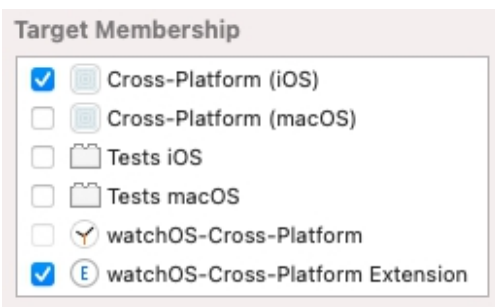 Target Membership
Cross-Platform (iOS)
Cross-Platform (macOS)
Tests iOS
Tests macOS
watchOS-Cross-Platform
E watchOS-Cross-Platform Extension